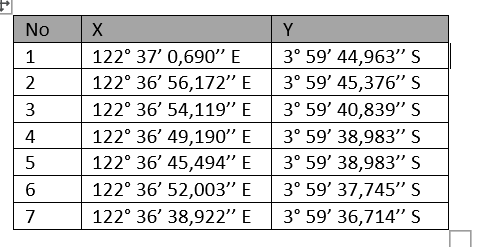 No X Y
1 122° 37’ 0,690’’ E 3° 59’ 44,963’’ S
2 122° 36’ 56,172’’ E 3° 59’ 45,376’’ S
3 122° 36’ 54,119’’ E 3° 59’ 40,839’’ S
4 122° 36’ 49,190’’ E 3° 59’ 38,983’’ S
5 122° 36’ 45,494’’ E 3° 59’ 38,983’’ S
6 122° 36’ 52,003’’ E 3° 59’ 37,745’’ S
7 122° 36’ 38,922’’ E 3° 59’ 36,714’’ S